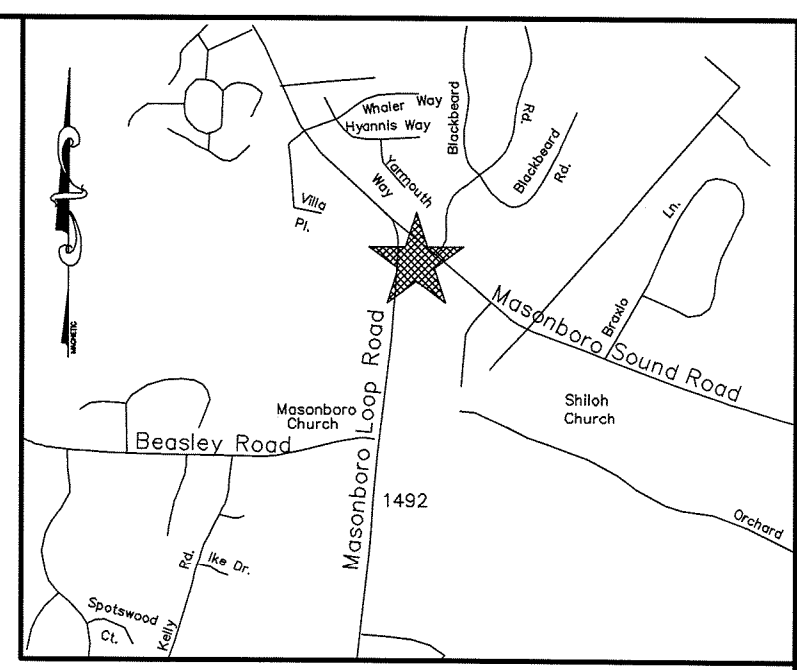 Whaler Way
Hyannis Way
Blackbeard
Rd.
Blackbeard
Rd.
Yarmouth
Way
Villa
Pl.
Ln.
Braxlo
MAGNETIC
Masonboro Sound Road
Masonboro Loop Road
Shiloh
Church
Masonboro
Church
Beasley Road
1492
Orchard
Rd.
Ike Dr.
Spotswood
Ct.
Kelly